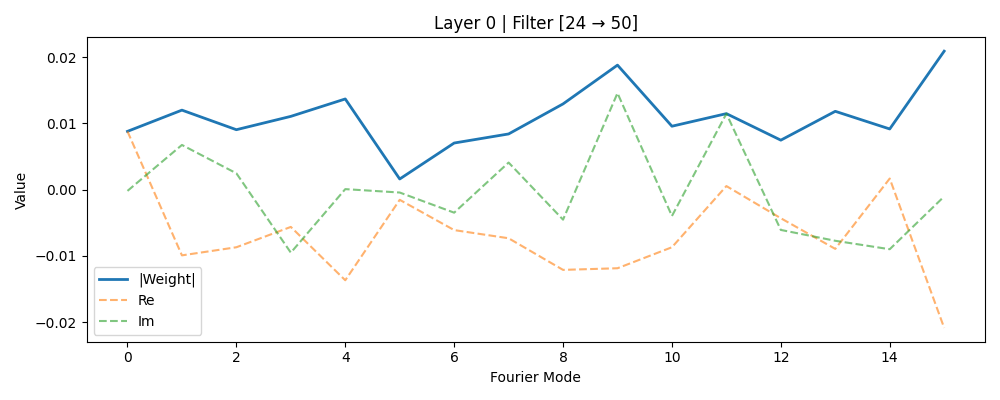 Layer 0 | Filter [24 → 50]
Value
0.02
0.01
0.00
−0.01
−0.02
|Weight|
Re
Im
0 2 4 6 8 10 12 14
Fourier Mode